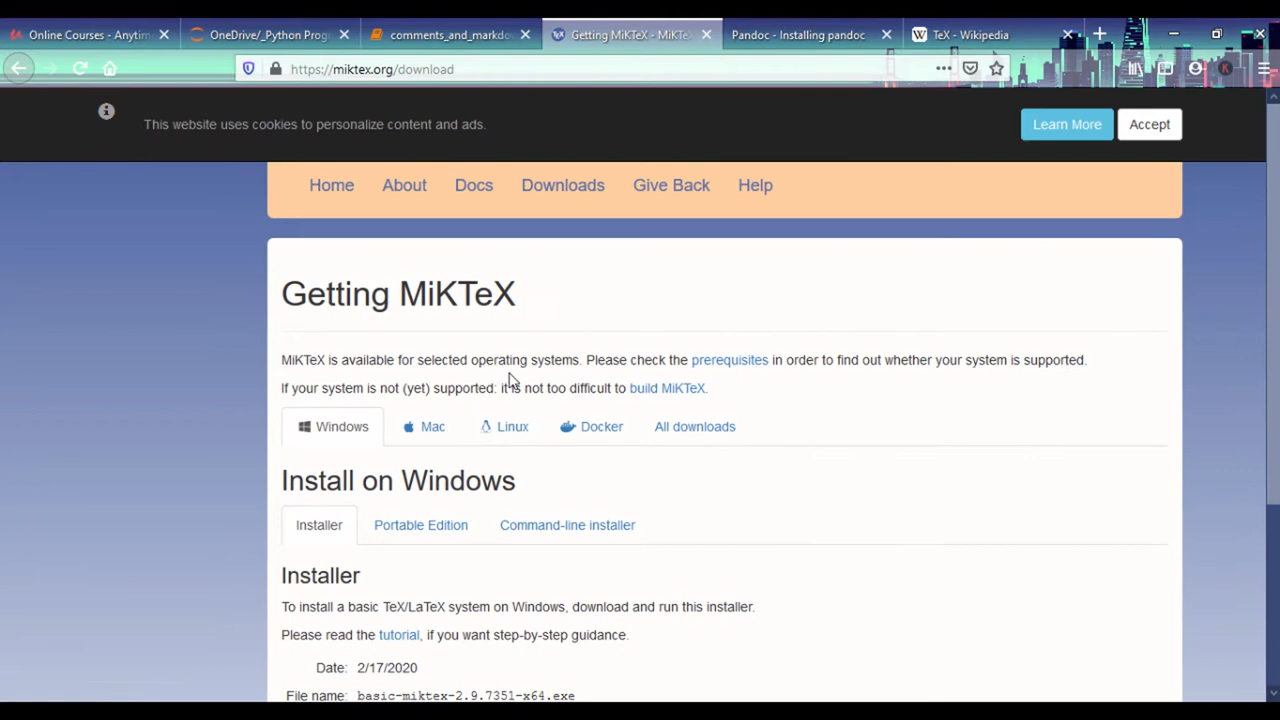 Online Courses - Anytim
OneDrive/_Python Prog
comments_and_markdo
Getting MiKTeX - MiKTe
Pandoc - Installing pandoc
W TeX - Wikipedia
https://miktex.org/download
This website uses cookies to personalize content and ads.
Learn More
Accept
Home
About
Docs
Downloads
Give Back
Help
Getting MiKTeX
MiKTeX is available for selected operating systems. Please check the prerequisites in order to find out whether your system is supported.
If your system is not (yet) supported: it is not too difficult to build MiKTeX.
Windows
Mac
Linux
Docker
All downloads
Install on Windows
Installer
Portable Edition
Command-line installer
Installer
To install a basic TeX/LaTeX system on Windows, download and run this installer.
Please read the tutorial, if you want step-by-step guidance.
Date: 2/17/2020
File name: basic-miktex-2.9.7351-x64.exe